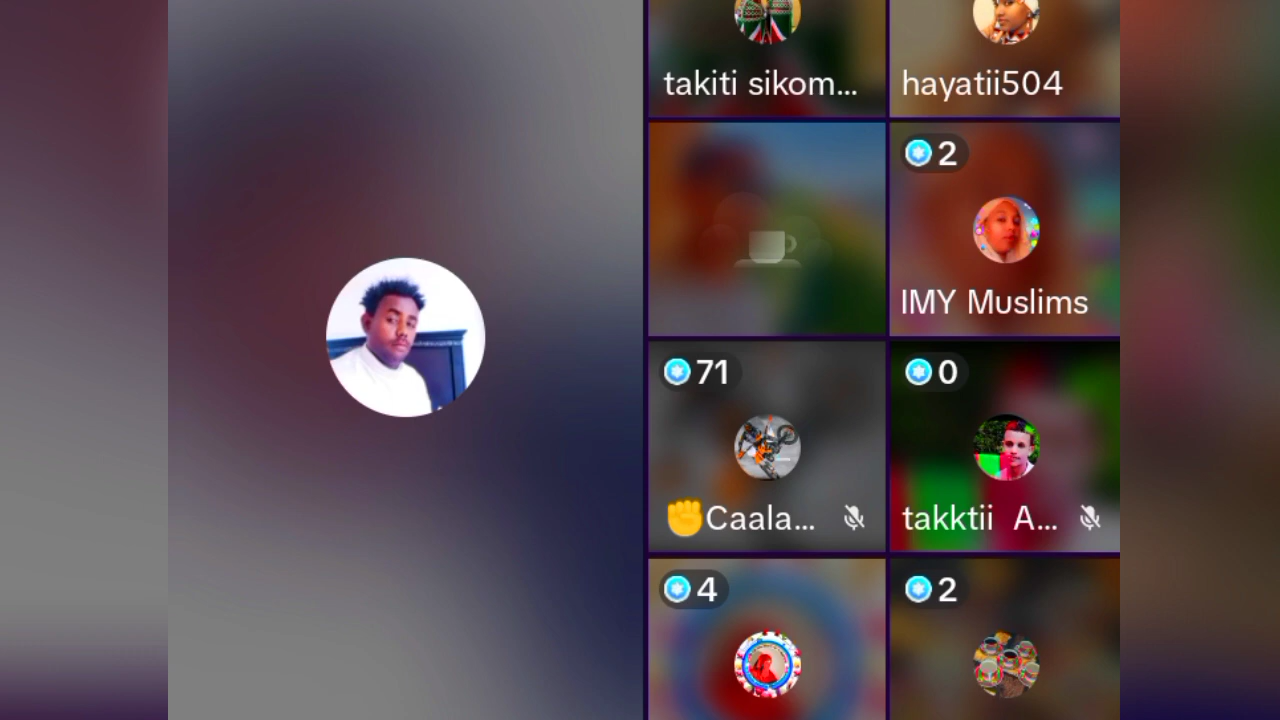 takiti sikom...
hayatii504
2
IMY Muslims
71
0
✊Caala...
takktii A...
4
2